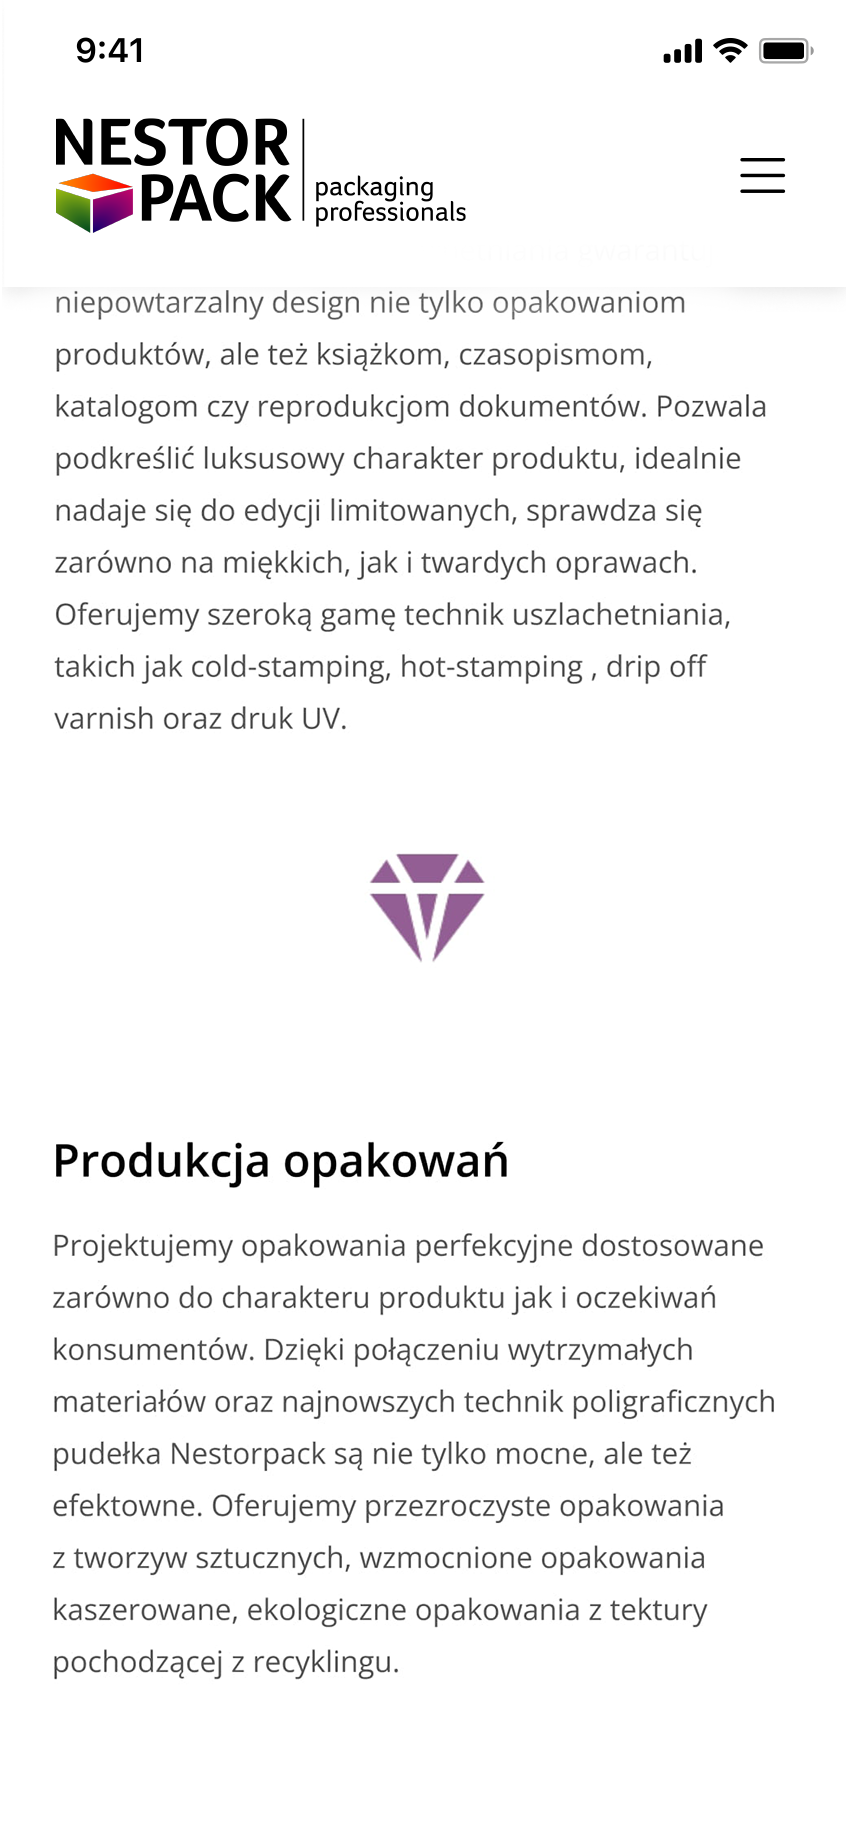 9:41
NESTOR
PACK
packaging
professionals
niepowtarzalny design nie tylko opakowaniom
produktów, ale też książkom, czasopismom,
katalogom czy reprodukcjom dokumentów. Pozwala
podkreślić luksusowy charakter produktu, idealnie
nadaje się do edycji limitowanych, sprawdza się
zarówno na miękkich, jak i twardych oprawach.
Oferujemy szeroką gamę technik uszlachetniania,
takich jak cold-stamping, hot-stamping , drip off
varnish oraz druk UV.
Produkcja opakowań
Projektujemy opakowania perfekcyjne dostosowane
zarówno do charakteru produktu jak i oczekiwań
konsumentów. Dzięki połączeniu wytrzymałych
materiałów oraz najnowszych technik poligraficznych
pudełka Nestorpack są nie tylko mocne, ale też
efektowne. Oferujemy przezroczyste opakowania
z tworzyw sztucznych, wzmocnione opakowania
kaszerowane, ekologiczne opakowania z tektury
pochodzącej z recyklingu.